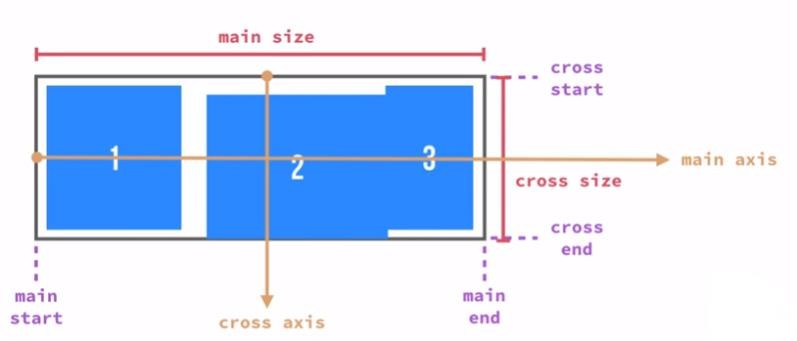 main size
cross
start
1
2
3
main axis
cross size
cross
end
main
start
cross axis
main
end